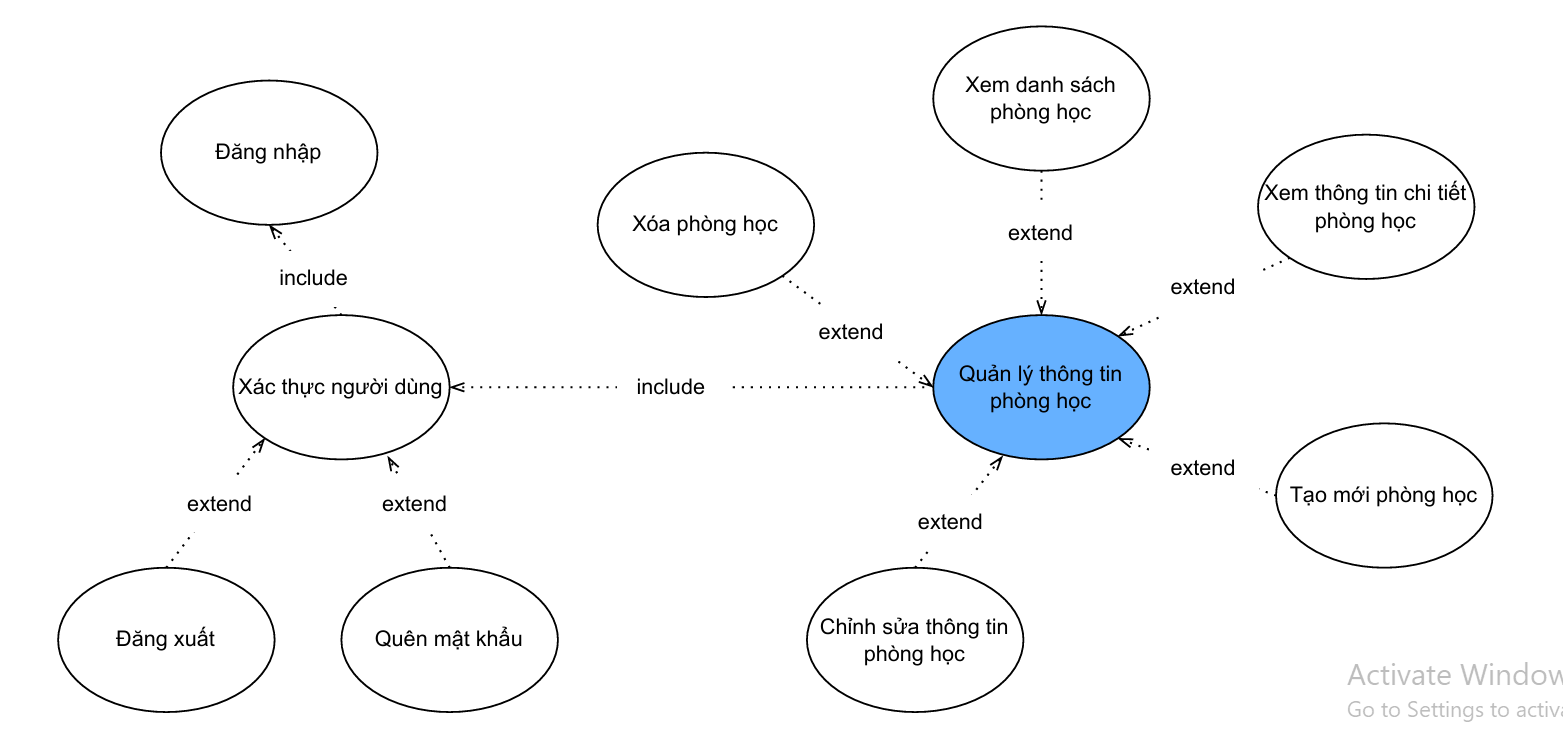 Xem danh sách
phòng học
Đăng nhập
Xóa phòng học
Xem thông tin chi tiết
phòng học
extend
include
extend
extend
Xác thực người dùng
include
Quản lý thông tin
phòng học
extend
extend
extend
extend
Tạo mới phòng học
Đăng xuất
Quên mật khẩu
Chỉnh sửa thông tin
phòng học
Activate Window
Go to Settings to activa